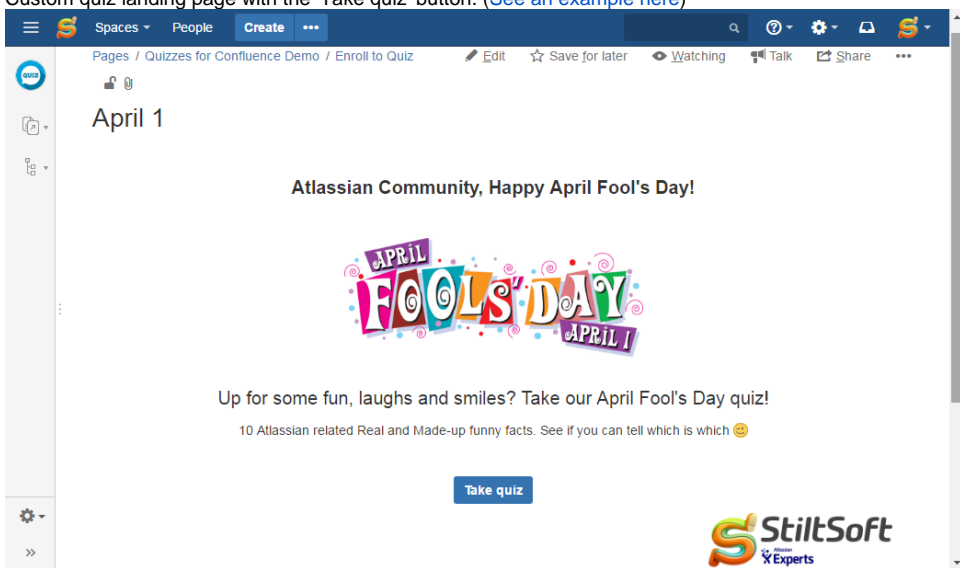 Custom quiz landing page with the 'Take quiz' button. (See an example here)
Spaces People Create •••
Pages / Quizzes for Confluence Demo / Enroll to Quiz Edit Save for later Watching Talk Share •••
QUIZ
April 1
Atlassian Community, Happy April Fool's Day!
APRIL
FOOLS' DAY
APRIL 1
Up for some fun, laughs and smiles? Take our April Fool's Day quiz!
10 Atlassian related Real and Made-up funny facts. See if you can tell which is which
Take quiz
StiltSoft
Atlassian
Experts